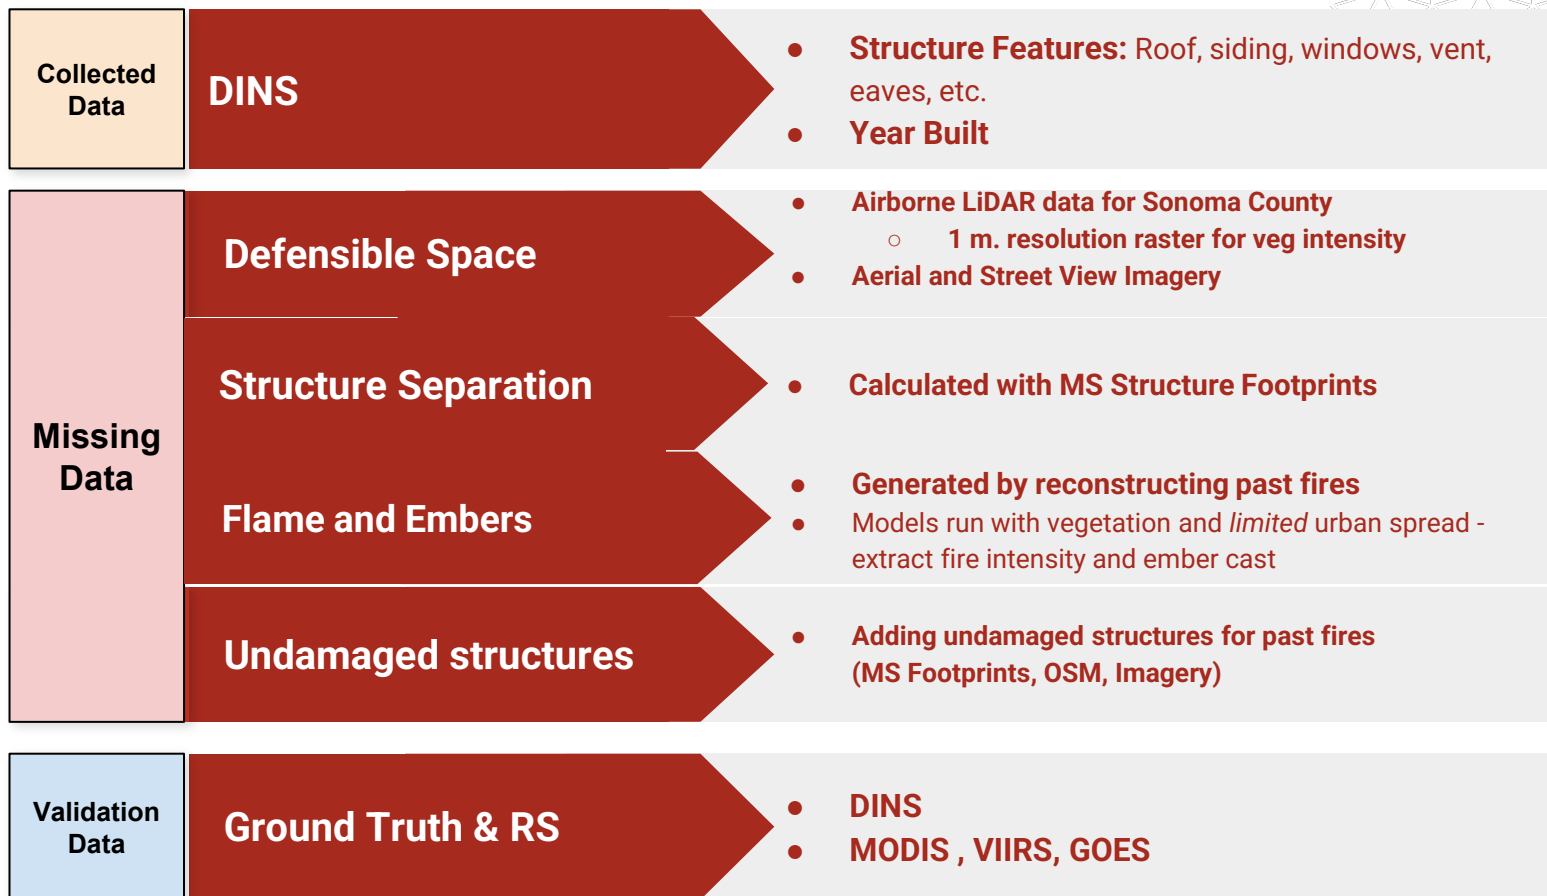 Collected
Data
DINS
● Structure Features: Roof, siding, windows, vent,
eaves, etc.
● Year Built
Missing
Data
Defensible Space
● Airborne LiDAR data for Sonoma County
○ 1 m. resolution raster for veg intensity
● Aerial and Street View Imagery
Structure Separation
● Calculated with MS Structure Footprints
Flame and Embers
● Generated by reconstructing past fires
● Models run with vegetation and limited urban spread -
extract fire intensity and ember cast
Undamaged structures
● Adding undamaged structures for past fires
(MS Footprints, OSM, Imagery)
Validation
Data
Ground Truth & RS
● DINS
● MODIS , VIIRS, GOES